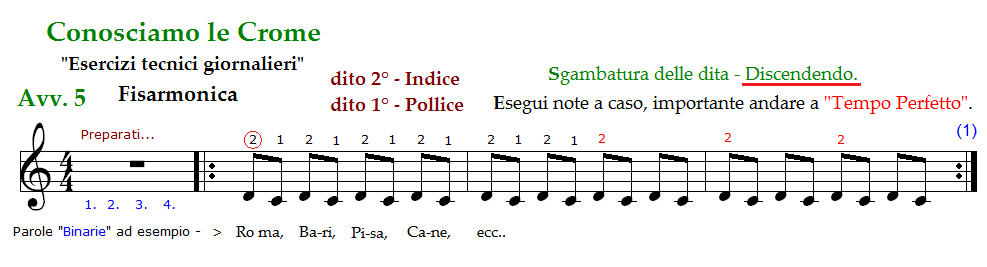 Conosciamo le Crome
"Esercizi tecnici giornalieri"
Avv. 5 Fisarmonica
dito 2° - Indice
dito 1° - Pollice
Sgambatura delle dita - Discendendo.
Esegui note a caso, importante andare a "Tempo Perfetto".
Preparati... 2 1 2 1 2 1 2 1 2 1 2 1 2 2 2 (1)
4
4
1. 2. 3. 4.
Parole "Binarie" ad esempio - > Ro ma, Ba-ri, Pi-sa, Ca-ne, ecc..